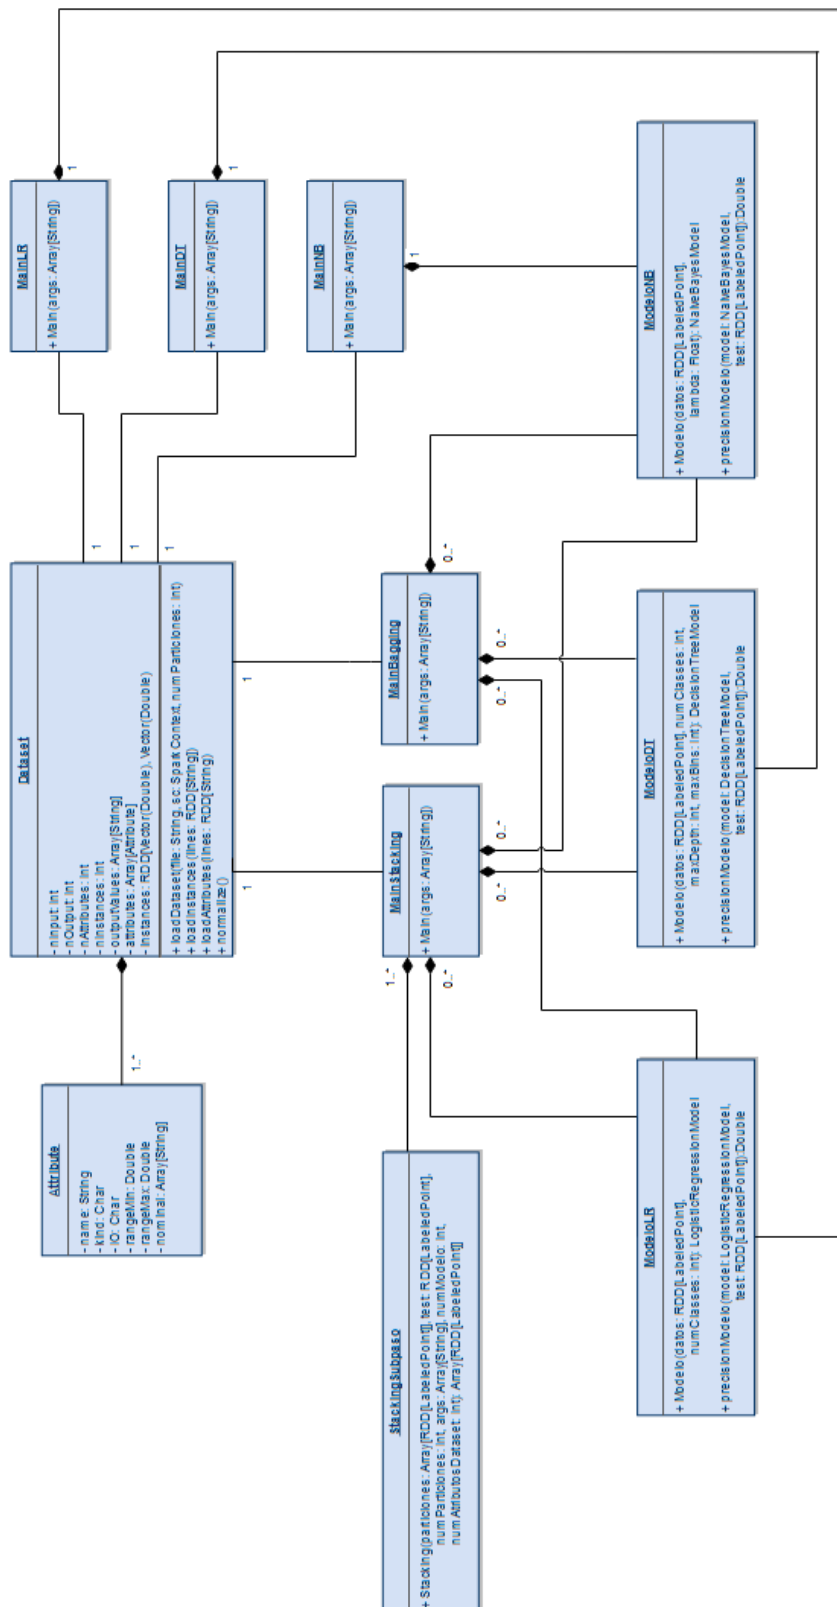 Attribute
- name: String
- kind: Char
- IO: Char
- rangeMin: Double
- rangeMax: Double
- nominal: Array[String]
1..*
Dataset
- nInput: Int
- nOutput: Int
- nAttributes: Int
- nInstances: Int
- outputValues: Array[String]
- attributes: Array[Attribute]
- instances: RDD[Vector(Double), Vector(Double)
+ loadDataset(file: String, sc: Spark Context, numParticiones: Int)
+ loadInstances(lines: RDD[String])
+ loadAttributes(lines: RDD[String)
+ normalize()
1
1
1
1
1
MainLR
+ Main(args: Array[String])
1
MainDT
+ Main(args: Array[String])
1
MainNB
+ Main(args: Array[String])
1
StackingSubpaso
+ Stacking(particiones: Array[RDD[LabeledPoint]], test: RDD[LabeledPoint],
numParticiones: Int, args: Array[String], numModelo: Int,
numAtributosDataset: Int): Array[RDD[LabeledPoint]]
1..*
0..*
MainStacking
+ Main(args: Array[String])
0..*
0..*
MainBagging
+ Main(args: Array[String])
0..*
0..*
0..*
ModeloLR
+ Modelo(datos: RDD[LabeledPoint],
numClasses: Int): LogisticRegressionModel
+ precisionModelo(model: LogisticRegressionModel,
test: RDD[LabeledPoint]):Double
ModeloDT
+ Modelo(datos: RDD[LabeledPoint], numClasses: Int,
maxDepth: Int, maxBins: Int): DecisionTreeModel
+ precisionModelo(model: DecisionTreeModel,
test: RDD[LabeledPoint]):Double
ModeloNB
+ Modelo(datos: RDD[LabeledPoint],
lambda: Float): NaiveBayesModel
+ precisionModelo(model: NaiveBayesModel,
test: RDD[LabeledPoint]):Double